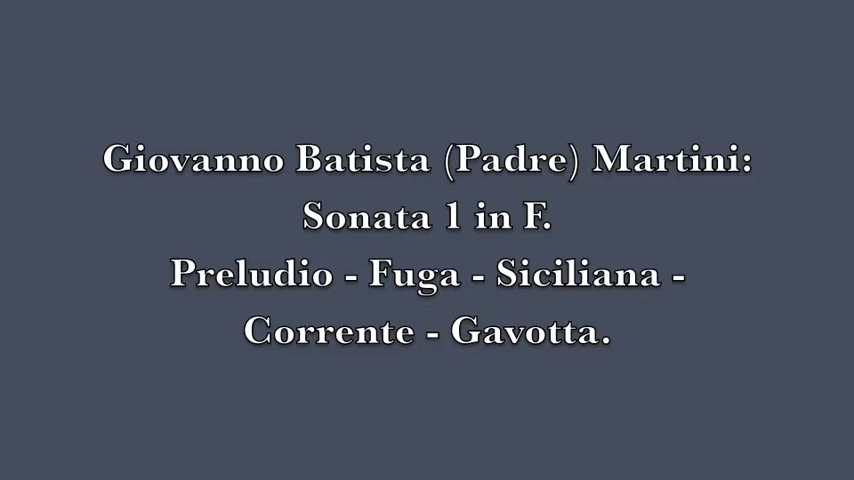 Giovanno Batista (Padre) Martini:
Sonata 1 in F.
Preludio - Fuga - Siciliana -
Corrente - Gavotta.